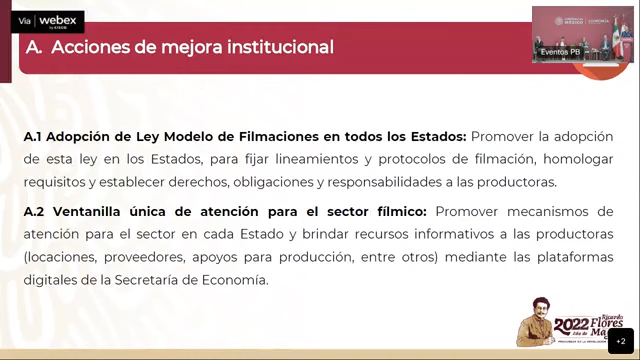 Via webex
by CISCO
A. Acciones de mejora institucional
Eventos PB
A.1 Adopción de Ley Modelo de Filmaciones en todos los Estados: Promover la adopción
de esta ley en los Estados, para fijar lineamientos y protocolos de filmación, homologar
requisitos y establecer derechos, obligaciones y responsabilidades a las productoras.
A.2 Ventanilla única de atención para el sector fílmico: Promover mecanismos de
atención para el sector en cada Estado y brindar recursos informativos a las productoras
(locaciones, proveedores, apoyos para producción, entre otros) mediante las plataformas
digitales de la Secretaría de Economía.
2022 Ricardo
Año de Flores
+2